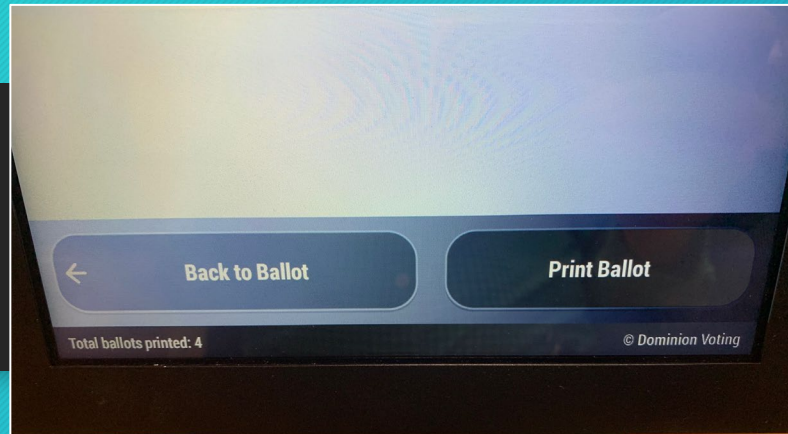 ← Back to Ballot
Print Ballot
Total ballots printed: 4
© Dominion Voting